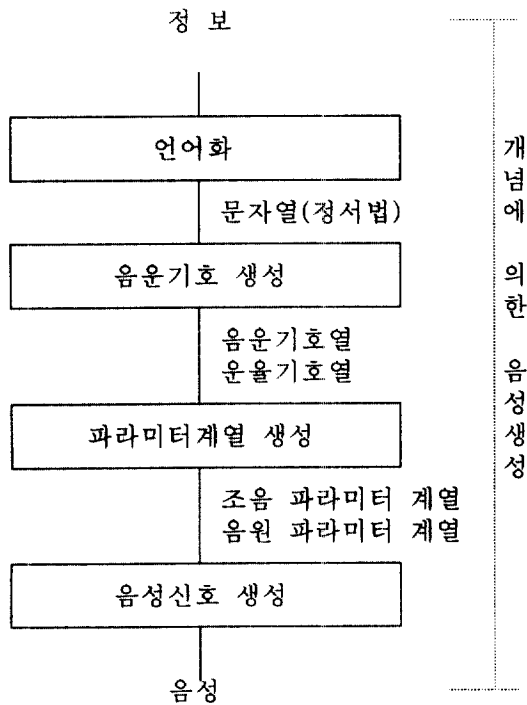 정 보
언어화
문자열(정서법)
음운기호 생성
음운기호열
운율기호열
파라미터계열 생성
조음 파라미터 계열
음원 파라미터 계열
음성신호 생성
음성
개념에 의한 음성생성